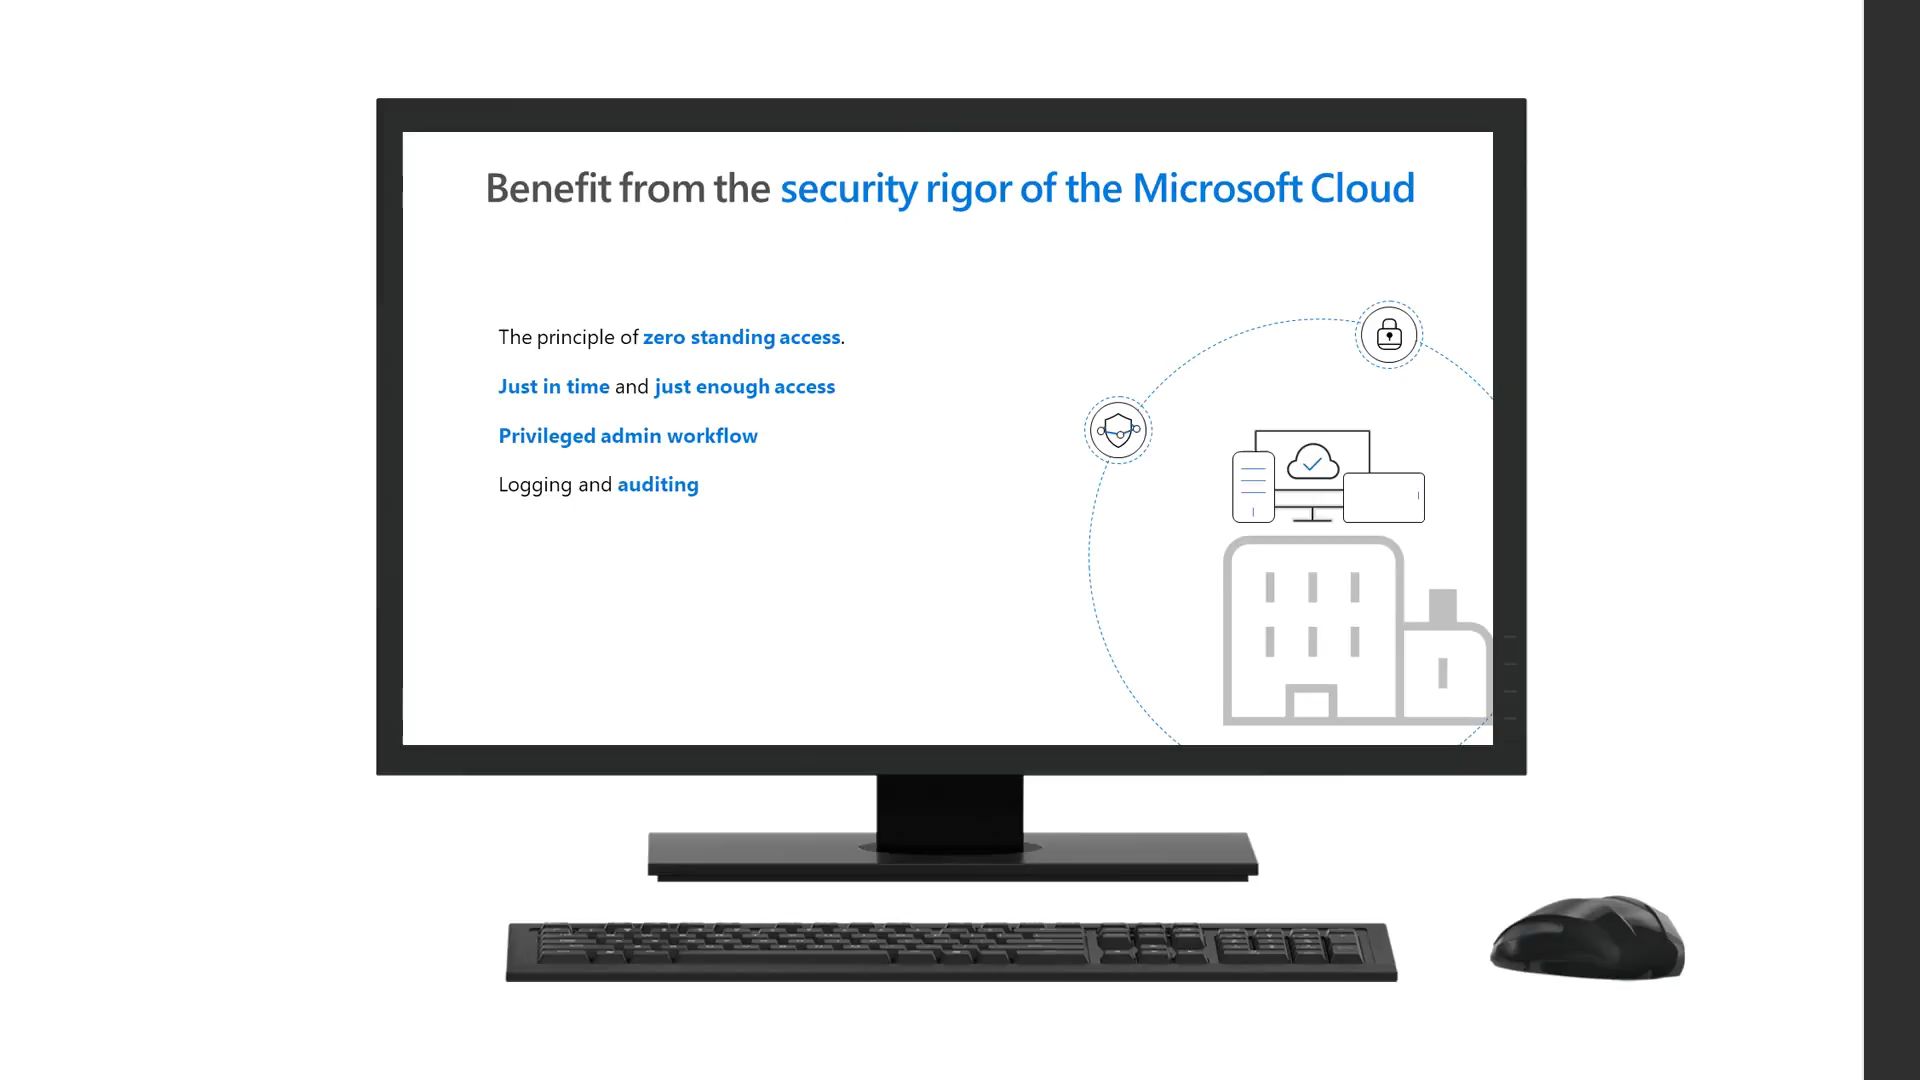 Benefit from the security rigor of the Microsoft Cloud
The principle of zero standing access.
Just in time and just enough access
Privileged admin workflow
Logging and auditing